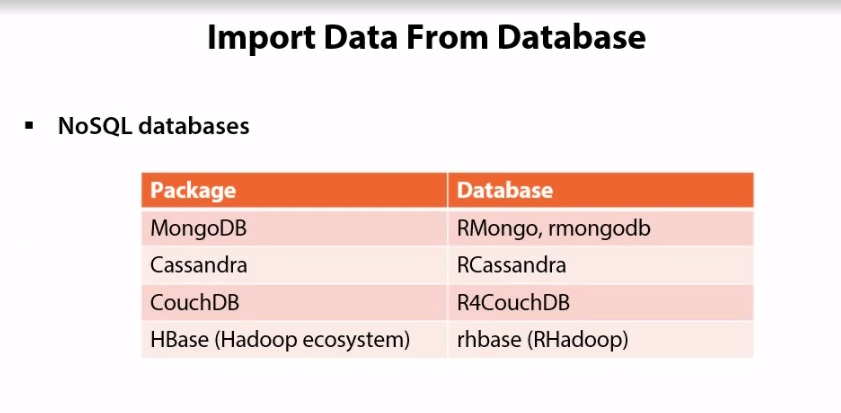 Import Data From Database
▪ NoSQL databases
Package Database
MongoDB RMongo, rmongodb
Cassandra RCassandra
CouchDB R4CouchDB
HBase (Hadoop ecosystem) rhbase (RHadoop)